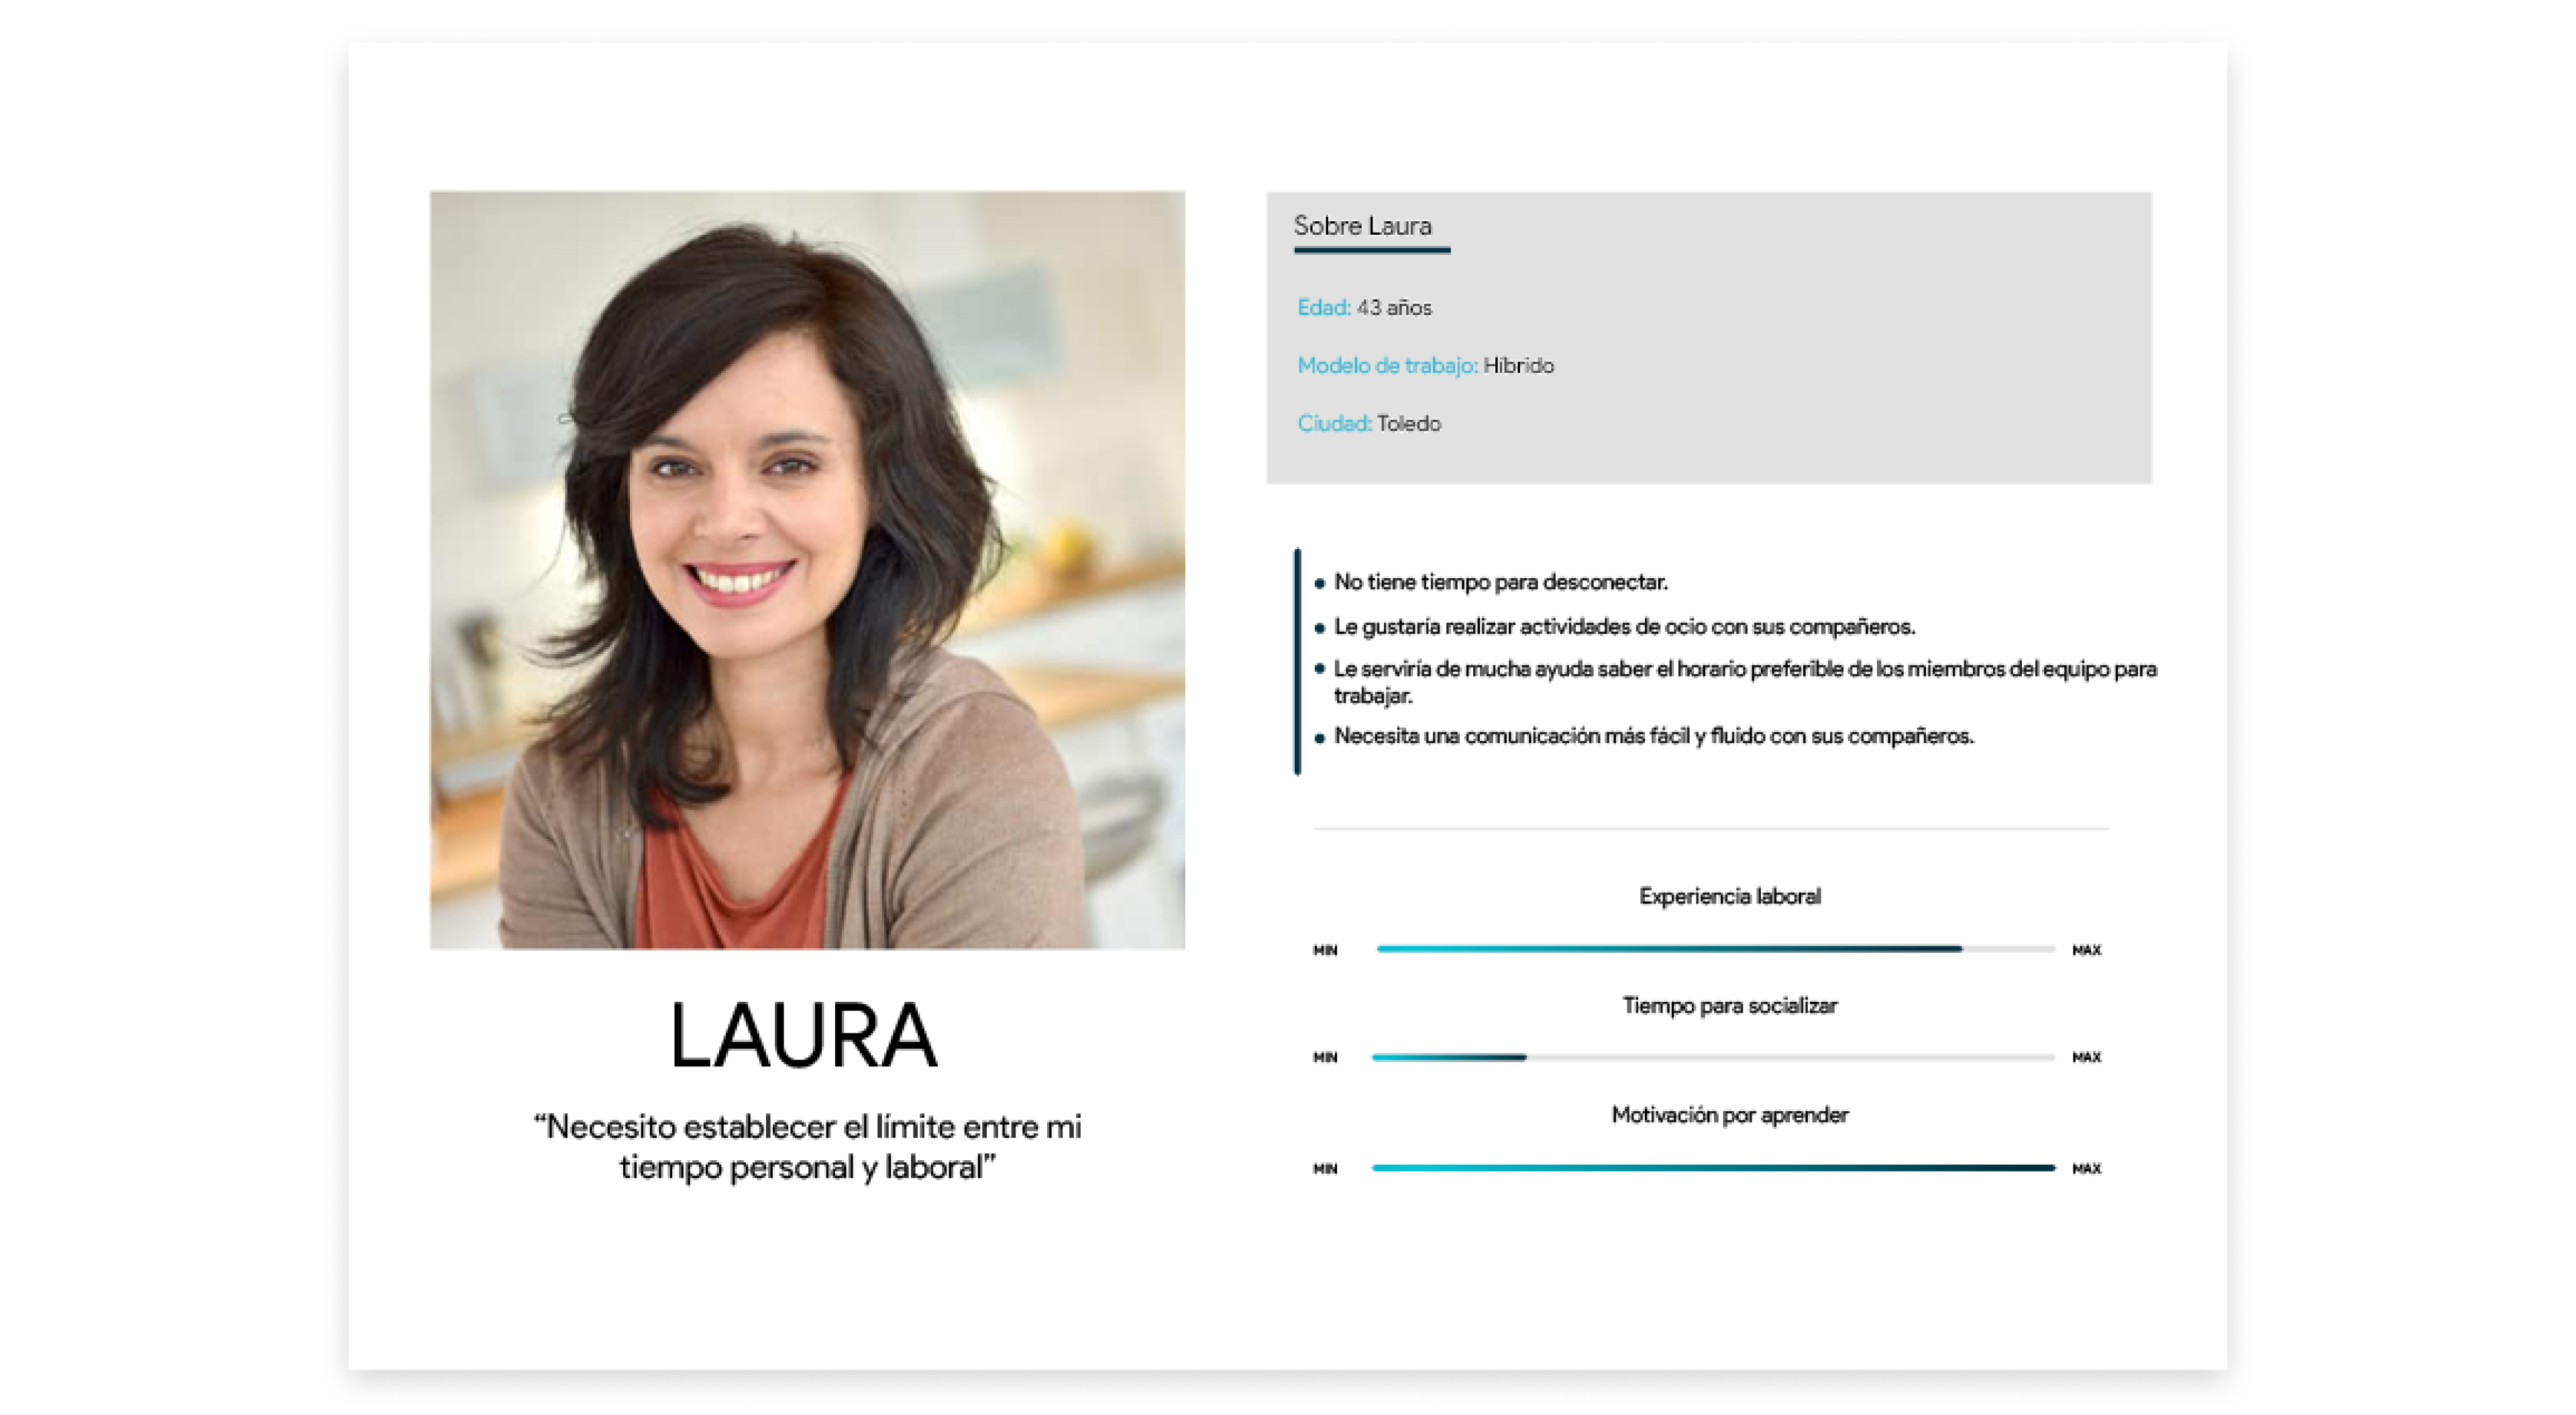 LAURA
“Necesito establecer el límite entre mi
tiempo personal y laboral”
Sobre Laura
Edad: 43 años
Modelo de trabajo: Híbrido
Ciudad: Toledo
No tiene tiempo para desconectar.
Le gustaría realizar actividades de ocio con sus compañeros.
Le serviría de mucha ayuda saber el horario preferible de los miembros del equipo para
trabajar.
Necesita una comunicación más fácil y fluido con sus compañeros.
Experiencia laboral
MIN MAX
Tiempo para socializar
MIN MAX
Motivación por aprender
MIN MAX